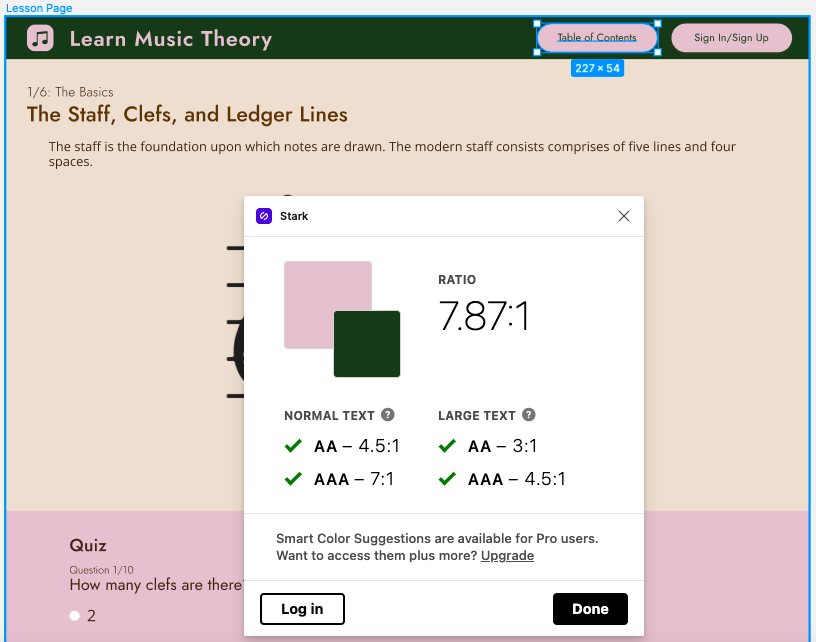 Lesson Page
Learn Music Theory
Table of Contents
Sign In/Sign Up
227 × 54
1/6: The Basics
The Staff, Clefs, and Ledger Lines
The staff is the foundation upon which notes are drawn. The modern staff consists comprises of five lines and four
spaces.
Stark
RATIO
7.87:1
NORMAL TEXT ?
LARGE TEXT ?
AA – 4.5:1
AA – 3:1
AAA – 7:1
AAA – 4.5:1
Smart Color Suggestions are available for Pro users.
Want to access them plus more? Upgrade
Log in
Done
Quiz
Question 1/10
How many clefs are there
2